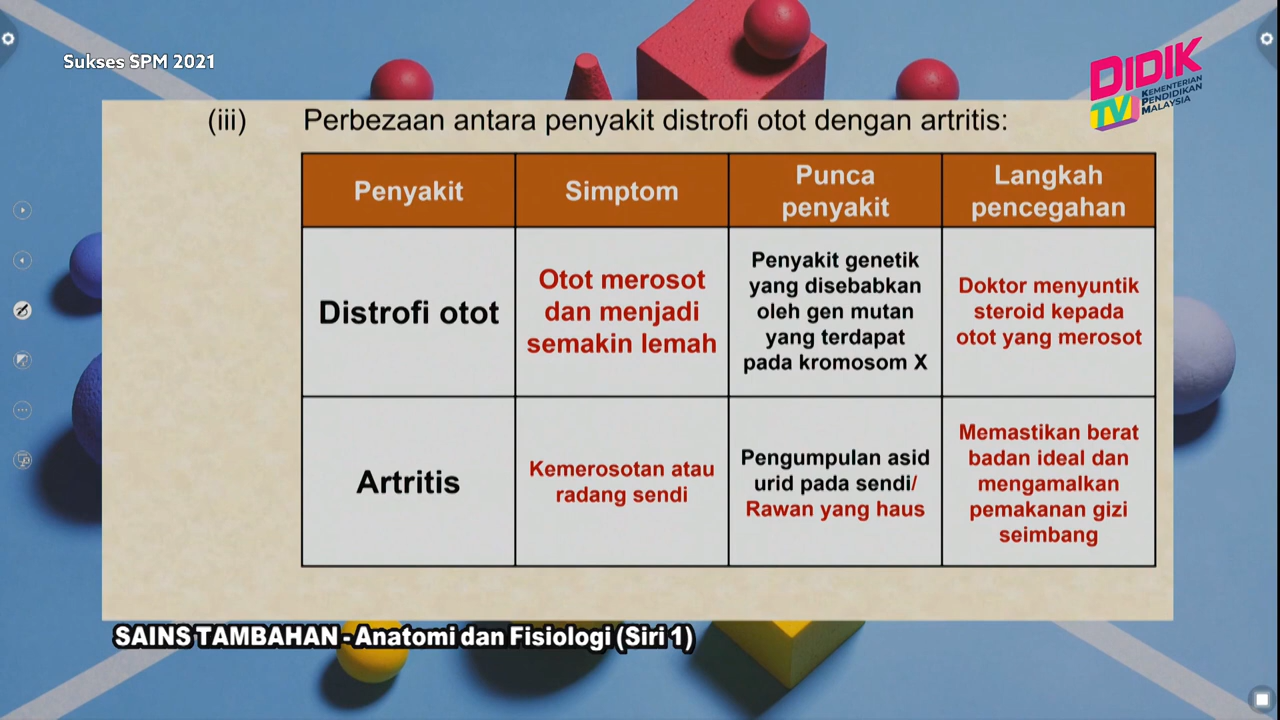 Sukses SPM 2021
DIDIK
TV
KEMENTERIAN
PENDIDIKAN
MALAYSIA
(iii) Perbezaan antara penyakit distrofi otot dengan artritis:
Penyakit
Simptom
Punca
penyakit
Langkah
pencegahan
Distrofi otot
Otot merosot
dan menjadi
semakin lemah
Penyakit genetik
yang disebabkan
oleh gen mutan
yang terdapat
pada kromosom X
Doktor menyuntik
steroid kepada
otot yang merosot
Artritis
Kemerosotan atau
radang sendi
Pengumpulan asid
urid pada sendi/
Rawan yang haus
Memastikan berat
badan ideal dan
mengamalkan
pemakanan gizi
seimbang
SAINS TAMBAHAN - Anatomi dan Fisiologi (Siri 1)